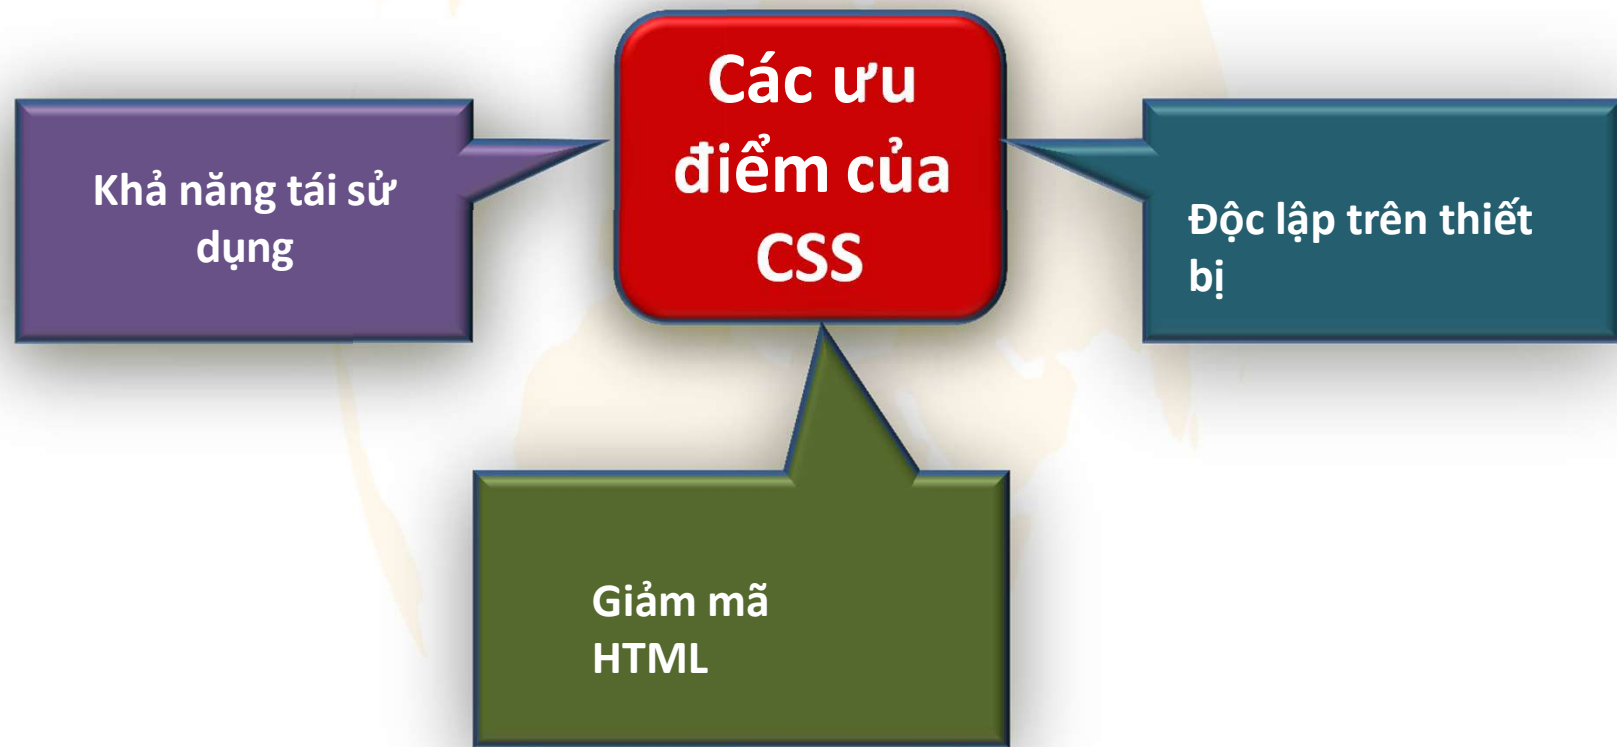 Các ưu
điểm của
CSS
Khả năng tái sử
dụng
Độc lập trên thiết
bị
Giảm mã
HTML